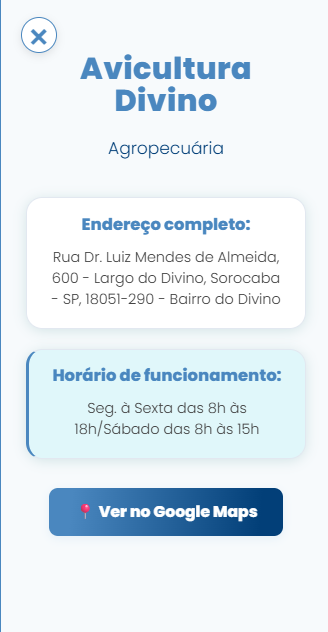 Avicultura
Divino
Agropecuária
Endereço completo:
Rua Dr. Luiz Mendes de Almeida,
600 - Largo do Divino, Sorocaba
- SP, 18051-290 - Bairro do Divino
Horário de funcionamento:
Seg. à Sexta das 8h às
18h/Sábado das 8h às 15h
📍 Ver no Google Maps